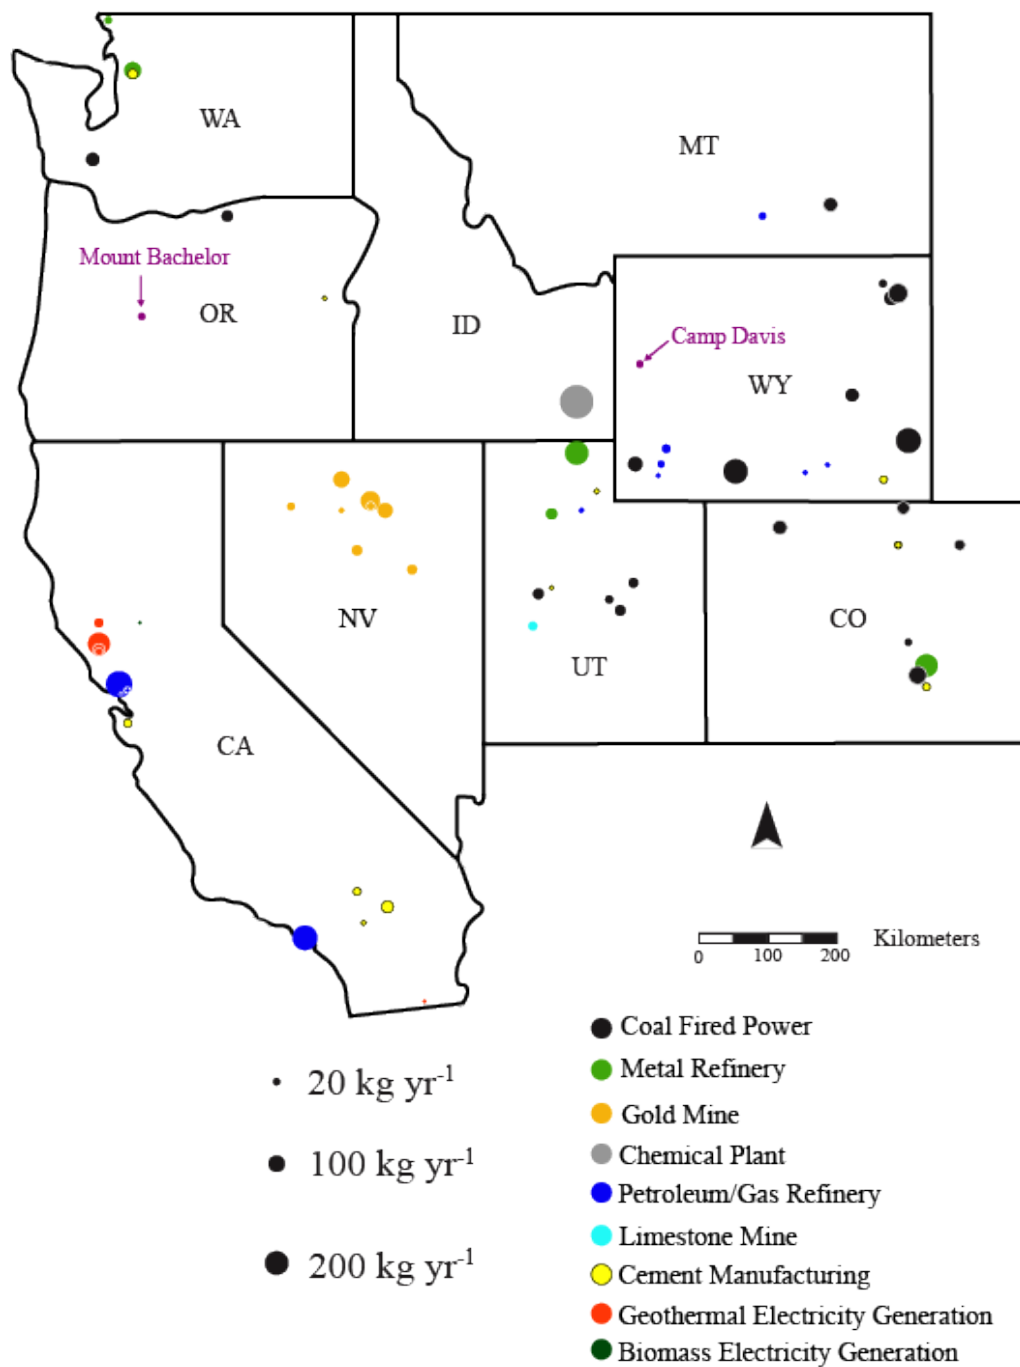 WA
MT
Mount Bachelor
OR
ID
Camp Davis
WY
NV
UT
CO
CA
Kilometers
0 100 200
20 kg yr⁻¹
100 kg yr⁻¹
200 kg yr⁻¹
Coal Fired Power
Metal Refinery
Gold Mine
Chemical Plant
Petroleum/Gas Refinery
Limestone Mine
Cement Manufacturing
Geothermal Electricity Generation
Biomass Electricity Generation